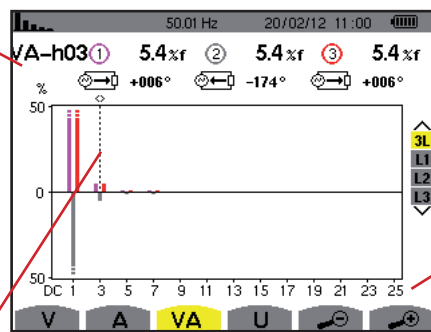 50.01 Hz 20/02/12 11:00
VA-h03 1 5.4%f 2 5.4%f 3 5.4%f
+006° -174° +006°
%
50
0
50
3L
L1
L2
L3
DC 1 3 5 7 9 11 13 15 17 19 21 23 25
V A VA U